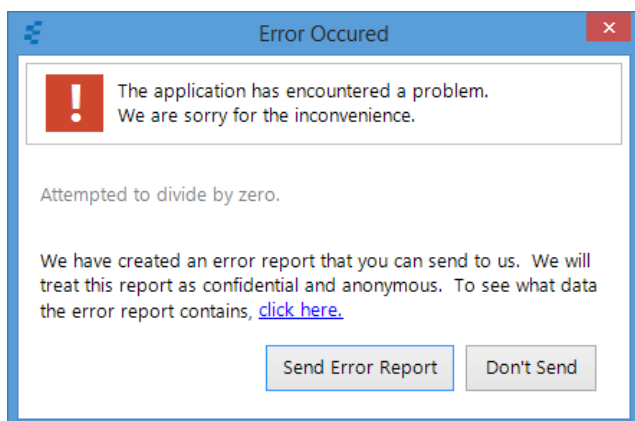 Error Occured
The application has encountered a problem.
We are sorry for the inconvenience.
Attempted to divide by zero.
We have created an error report that you can send to us.  We will
treat this report as confidential and anonymous.  To see what data
the error report contains, click here.
Send Error Report
Don't Send